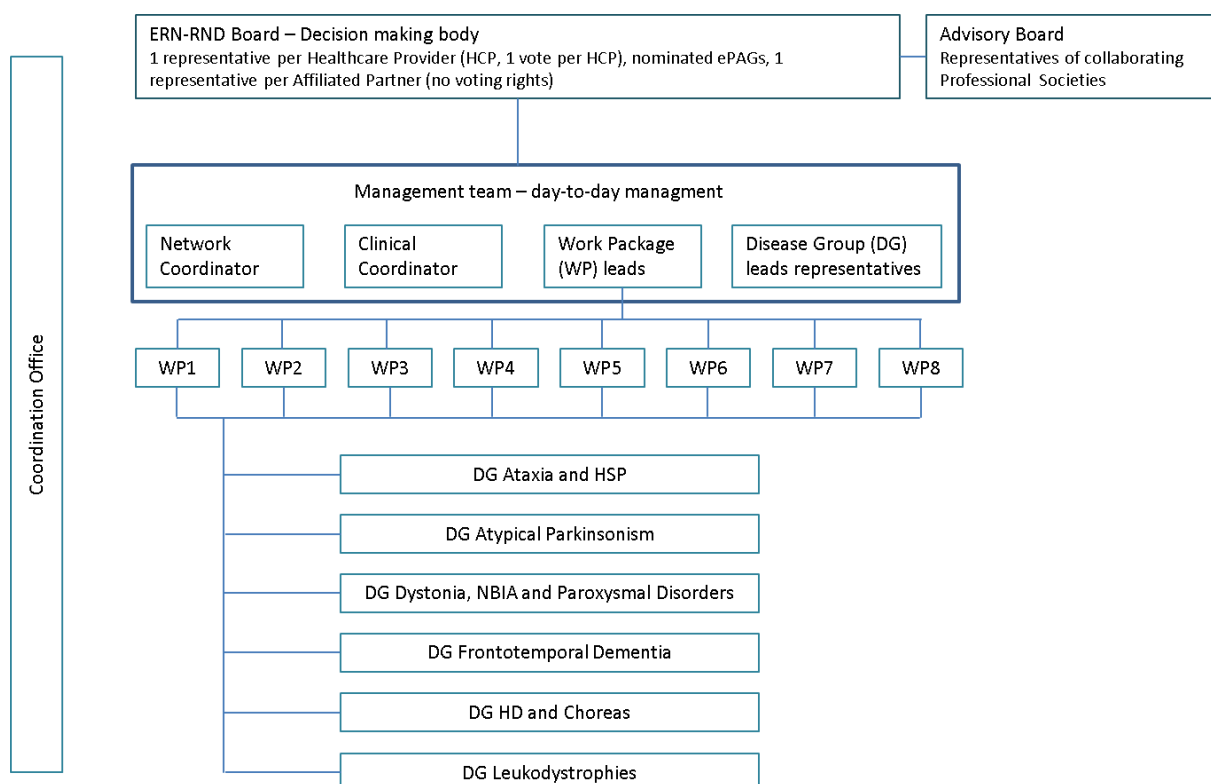 ERN-RND Board – Decision making body
1 representative per Healthcare Provider (HCP, 1 vote per HCP), nominated ePAGs, 1
representative per Affiliated Partner (no voting rights)
Advisory Board
Representatives of collaborating
Professional Societies
Coordination Office
Management team – day-to-day managment
Network
Coordinator
Clinical
Coordinator
Work Package
(WP) leads
Disease Group (DG)
leads representatives
WP1
WP2
WP3
WP4
WP5
WP6
WP7
WP8
DG Ataxia and HSP
DG Atypical Parkinsonism
DG Dystonia, NBIA and Paroxysmal Disorders
DG Frontotemporal Dementia
DG HD and Choreas
DG Leukodystrophies